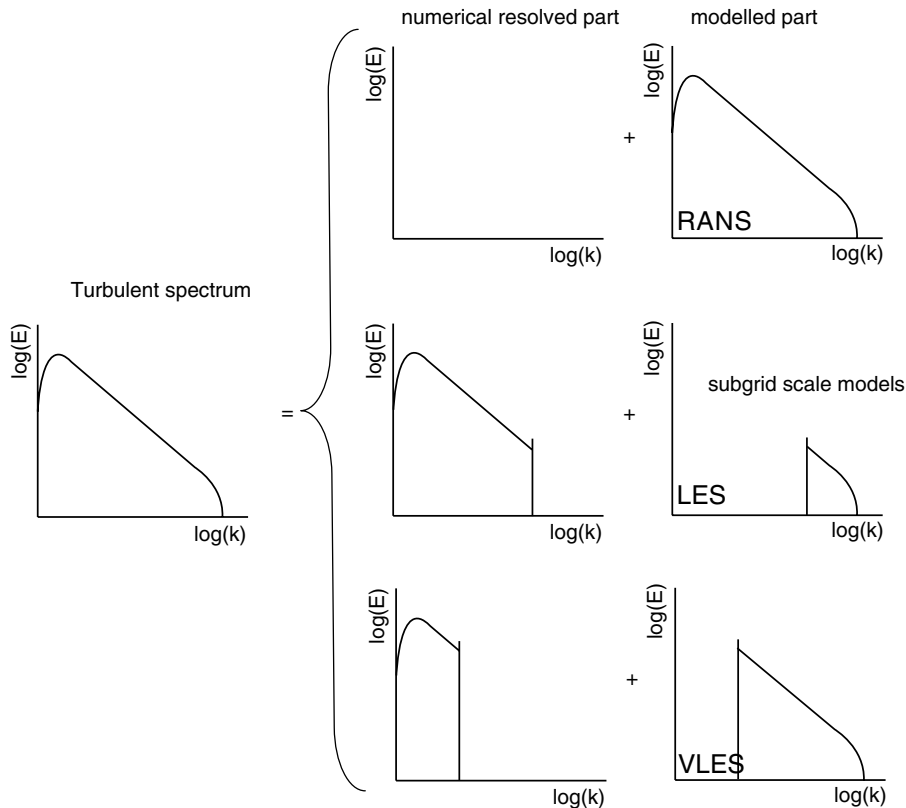 numerical resolved part
modelled part
log(E)
log(k)
+
log(E)
RANS
log(k)
Turbulent spectrum
log(E)
log(k)
=
log(E)
log(k)
+
log(E)
subgrid scale models
LES
log(k)
log(E)
log(k)
+
log(E)
VLES
log(k)